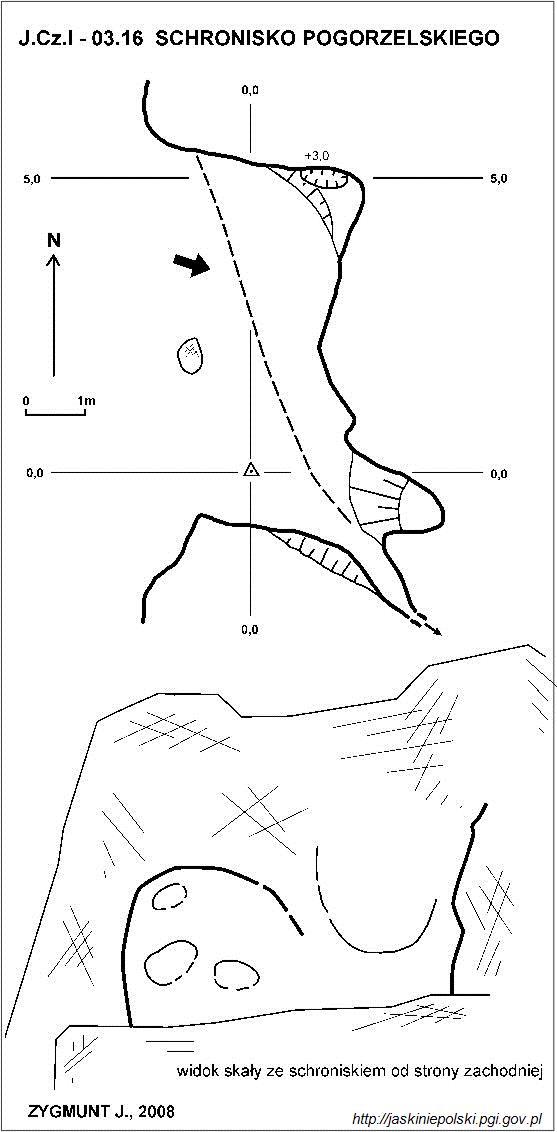 J.Cz.I - 03.16 SCHRONISKO POGORZELSKIEGO
0,0
+3,0
5,0 5,0
N
0 1m
0,0 0,0
0,0
widok skały ze schroniskiem od strony zachodniej
ZYGMUNT J., 2008
http://jaskiniepolski.pgi.gov.pl